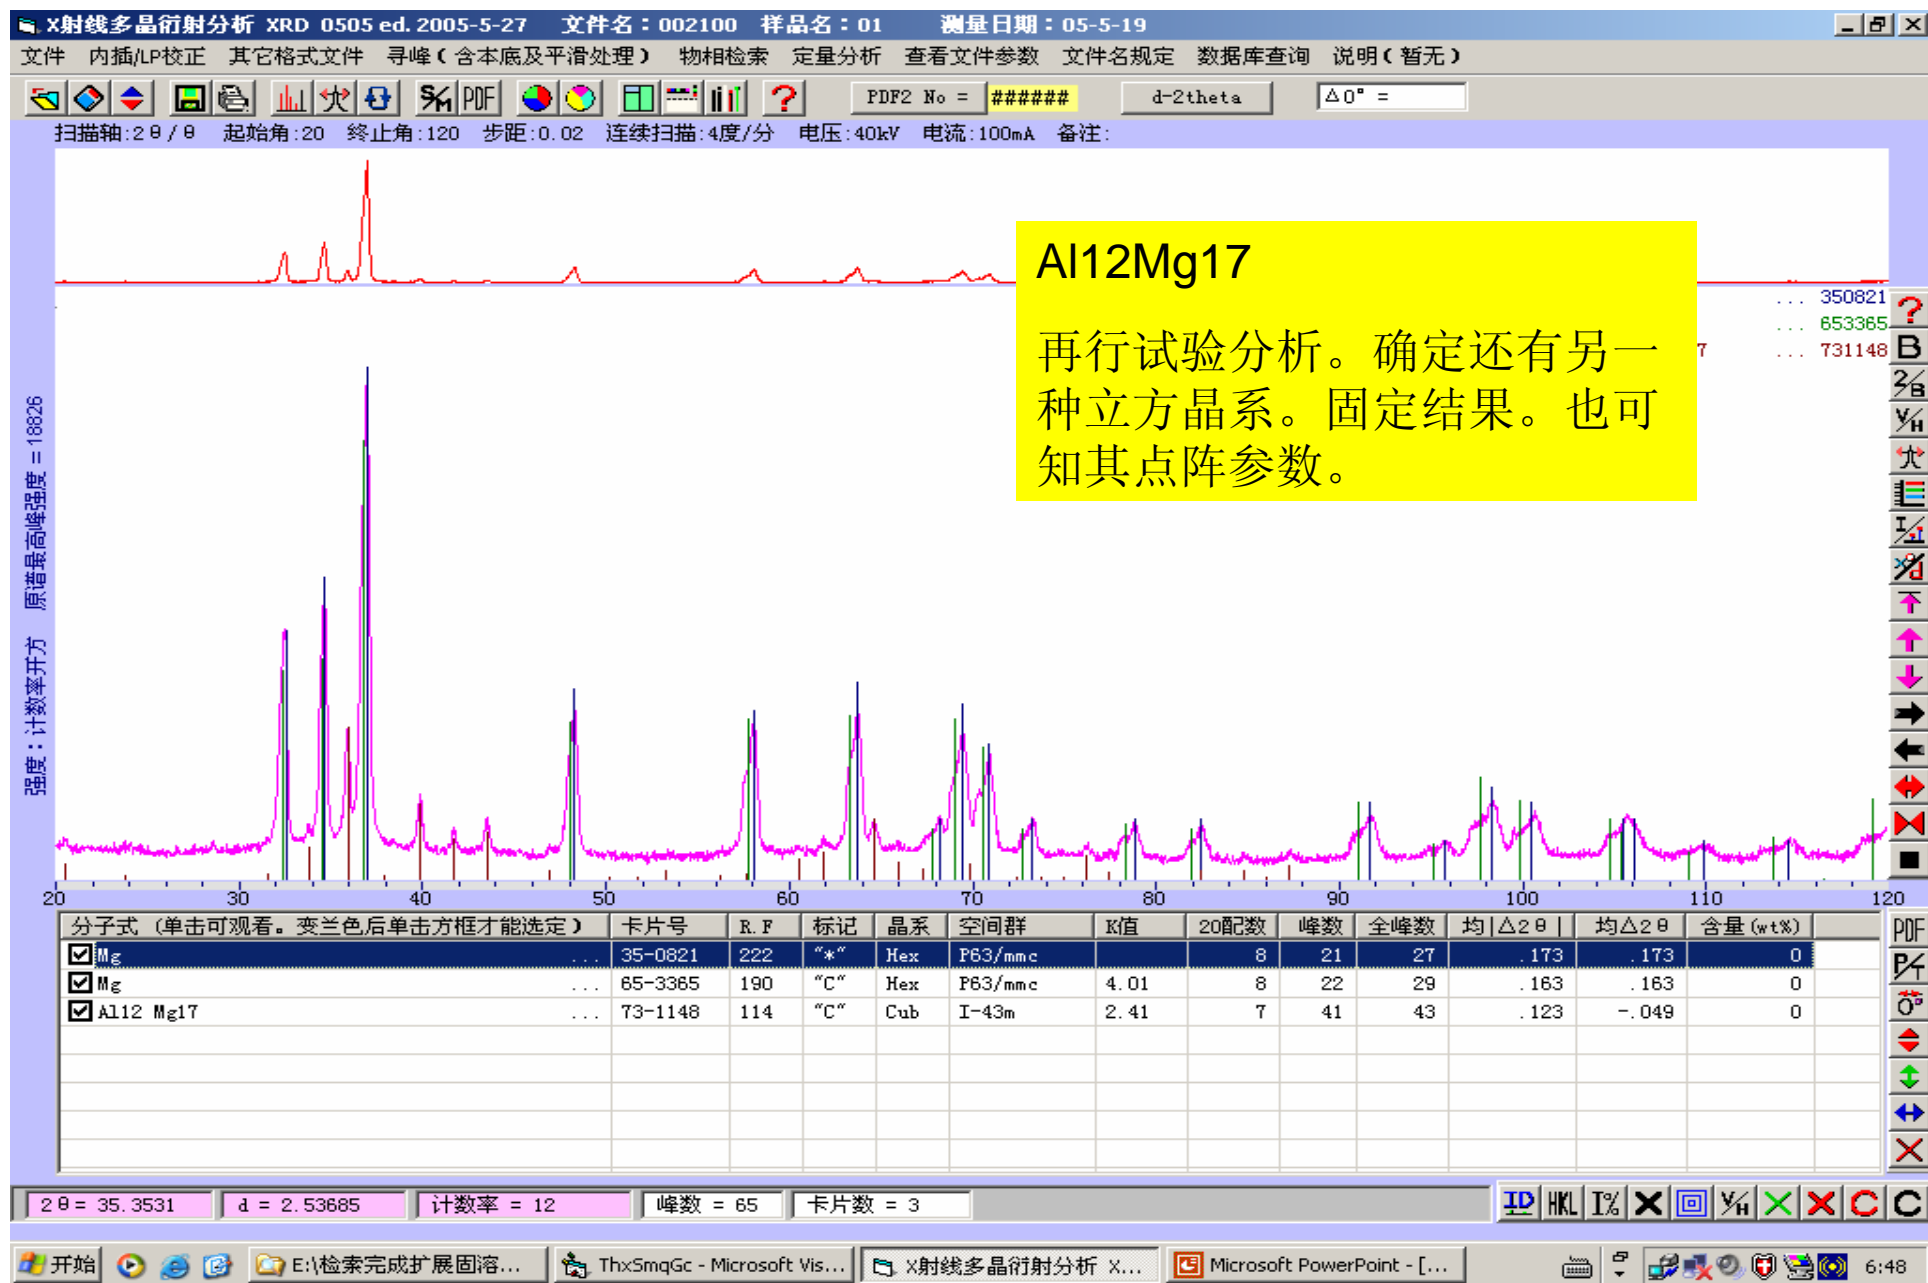 X射线多晶衍射分析 XRD 0505 ed. 2005-5-27 文件名：002100 样品名：01 测量日期：05-5-19
文件 内插/LP校正 其它格式文件 寻峰(含本底及平滑处理) 物相检索 定量分析 查看文件参数 文件名规定 数据库查询 说明(暂无)
S/M PDF ? PDF2 No = ###### d-2theta △0° =
扫描轴:2θ/θ 起始角:20 终止角:120 步距:0.02 连续扫描:4度/分 电压:40kV 电流:100mA 备注:
Al12Mg17
再行试验分析。确定还有另一
种立方晶系。固定结果。也可
知其点阵参数。
... 350821
... 653365
7 ... 731148
强度：计数率开方 原谱最高峰强度 = 18826
20 30 40 50 60 70 80 90 100 110 120
分子式 (单击可观看。变兰色后单击方框才能选定) 卡片号 R.F 标记 晶系 空间群 K值 20配数 峰数 全峰数 均|△2θ| 均△2θ 含量(wt%)
Mg ... 35-0821 222 "*" Hex P63/mmc 8 21 27 .173 .173 0
Mg ... 65-3365 190 "C" Hex P63/mmc 4.01 8 22 29 .163 .163 0
Al12 Mg17 ... 73-1148 114 "C" Cub I-43m 2.41 7 41 43 .123 -.049 0
PDF
2θ= 35.3531 d = 2.53685 计数率 = 12 峰数 = 65 卡片数 = 3
ID HKL I% X Y/H X X C C
开始 E:\检索完成扩展固溶... ThxSmqGc - Microsoft Vis... X射线多晶衍射分析 X... Microsoft PowerPoint - [... 6:48